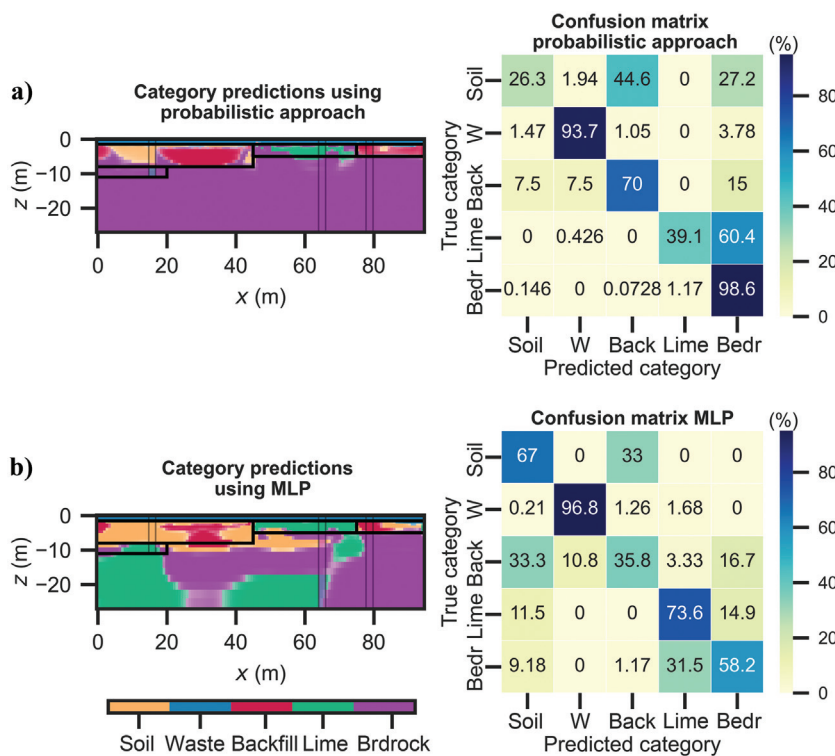 a)
Category predictions using
probabilistic approach
0
−10
−20
z (m)
0 20 40 60 80
x (m)
Confusion matrix
probabilistic approach
(%)
True category
Soil 26.3 1.94 44.6 0 27.2
W 1.47 93.7 1.05 0 3.78
Back 7.5 7.5 70 0 15
Lime 0 0.426 0 39.1 60.4
Bedr 0.146 0 0.0728 1.17 98.6
Soil W Back Lime Bedr
Predicted category
80
60
40
20
0
b)
Category predictions
using MLP
0
−10
−20
z (m)
0 20 40 60 80
x (m)
Soil Waste Backfill Lime Brdrock
Confusion matrix MLP
(%)
True category
Soil 67 0 33 0 0
W 0.21 96.8 1.26 1.68 0
Back 33.3 10.8 35.8 3.33 16.7
Lime 11.5 0 0 73.6 14.9
Bedr 9.18 0 1.17 31.5 58.2
Soil W Back Lime Bedr
Predicted category
80
60
40
20
0